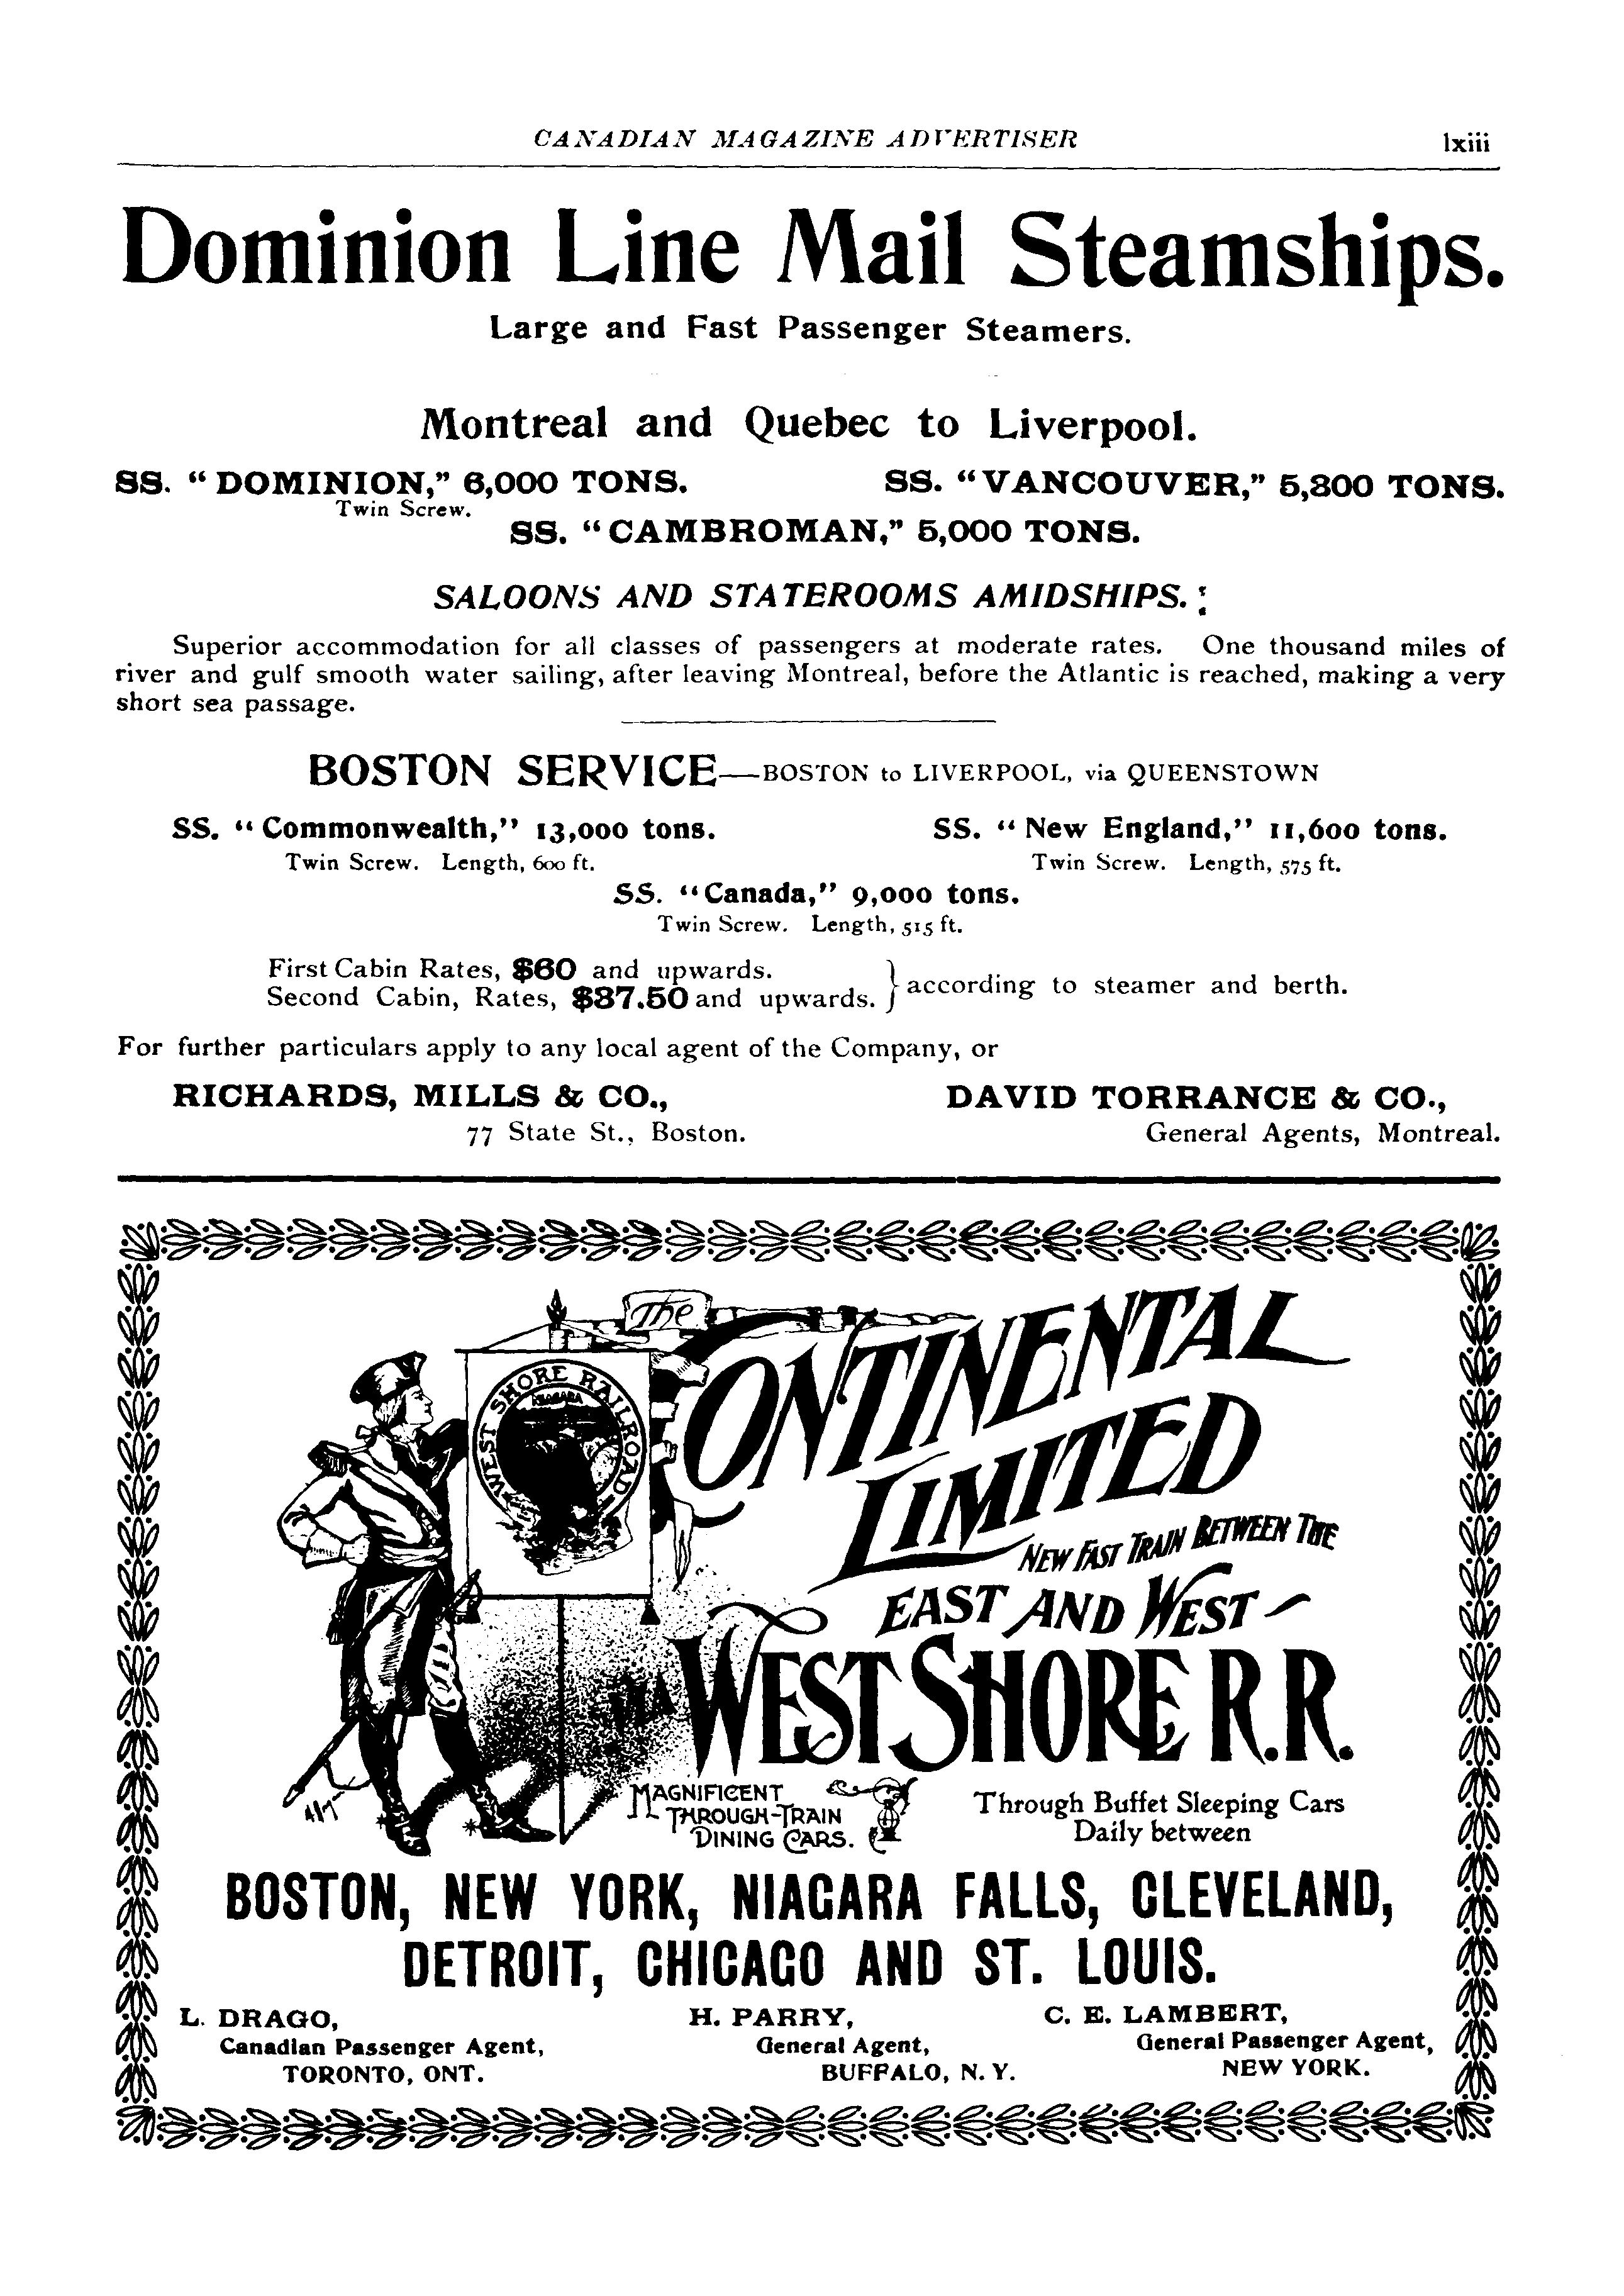 CANADIAN MAGAZINE ADVERTISER
lxiii
Dominion Line Mail Steamships.
Large and Fast Passenger Steamers.
Montreal and Quebec to Liverpool.
SS. “DOMINION,” 6,000 TONS. SS. “VANCOUVER,” 5,300 TONS.
Twin Screw.
SS. “CAMBROMAN,” 5,000 TONS.
SALOONS AND STATEROOMS AMIDSHIPS.
Superior accommodation for all classes of passengers at moderate rates. One thousand miles of
river and gulf smooth water sailing, after leaving Montreal, before the Atlantic is reached, making a very
short sea passage.
BOSTON SERVICE—BOSTON to LIVERPOOL, via QUEENSTOWN
SS. “Commonwealth,” 13,000 tons. SS. “New England,” 11,600 tons.
Twin Screw. Length, 600 ft. Twin Screw. Length, 575 ft.
SS. “Canada,” 9,000 tons.
Twin Screw. Length, 515 ft.
First Cabin Rates, $60 and upwards.
Second Cabin, Rates, $37.50 and upwards. } according to steamer and berth.
For further particulars apply to any local agent of the Company, or
RICHARDS, MILLS & CO., DAVID TORRANCE & CO.,
77 State St., Boston. General Agents, Montreal.
The
CONTINENTAL
LIMITED
WEST SHORE RAILROAD
NIAGARA
NEW FAST TRAIN BETWEEN THE
EAST AND WEST
VIA WEST SHORE R.R.
MAGNIFICENT
THROUGH-TRAIN
DINING CARS.
Through Buffet Sleeping Cars
Daily between
BOSTON, NEW YORK, NIAGARA FALLS, CLEVELAND,
DETROIT, CHICAGO AND ST. LOUIS.
L. DRAGO,
Canadian Passenger Agent,
TORONTO, ONT.
H. PARRY,
General Agent,
BUFFALO, N. Y.
C. E. LAMBERT,
General Passenger Agent,
NEW YORK.